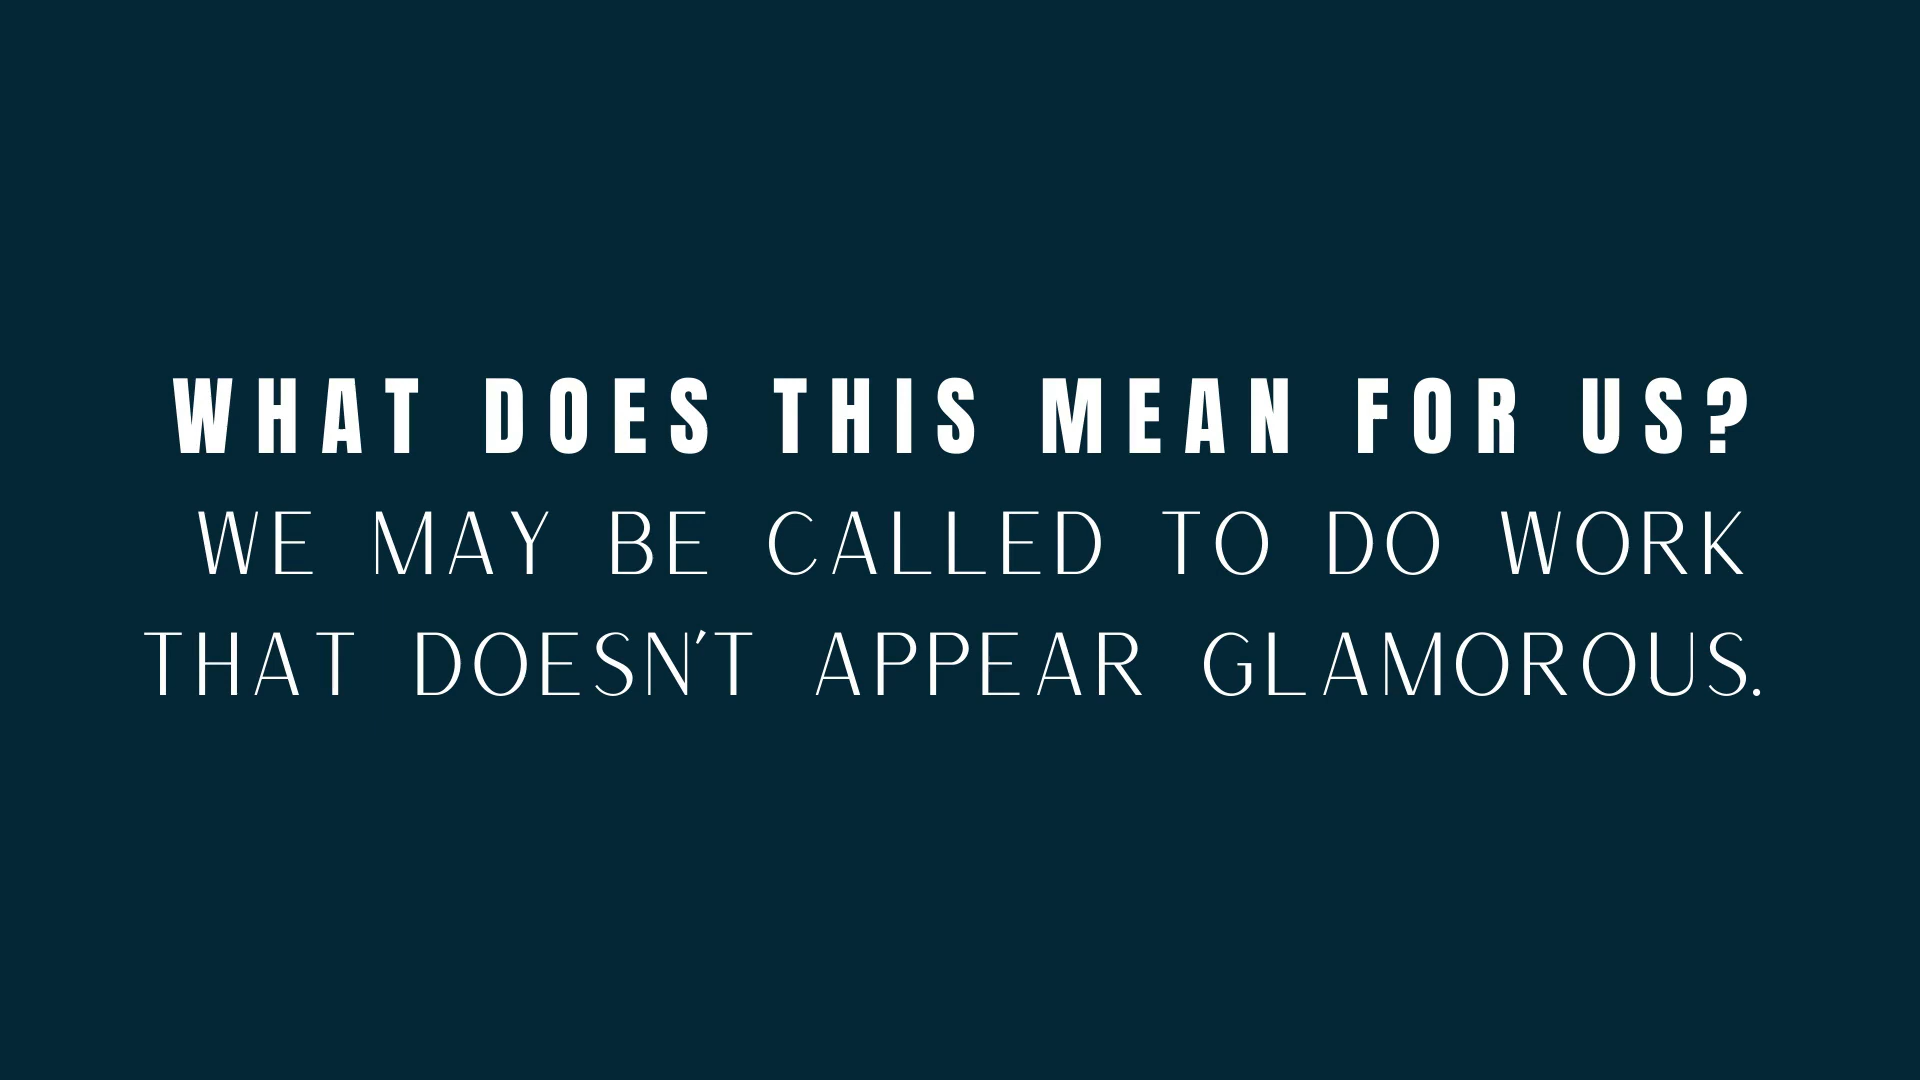 WHAT DOES THIS MEAN FOR US?
WE MAY BE CALLED TO DO WORK
THAT DOESN'T APPEAR GLAMOROUS.